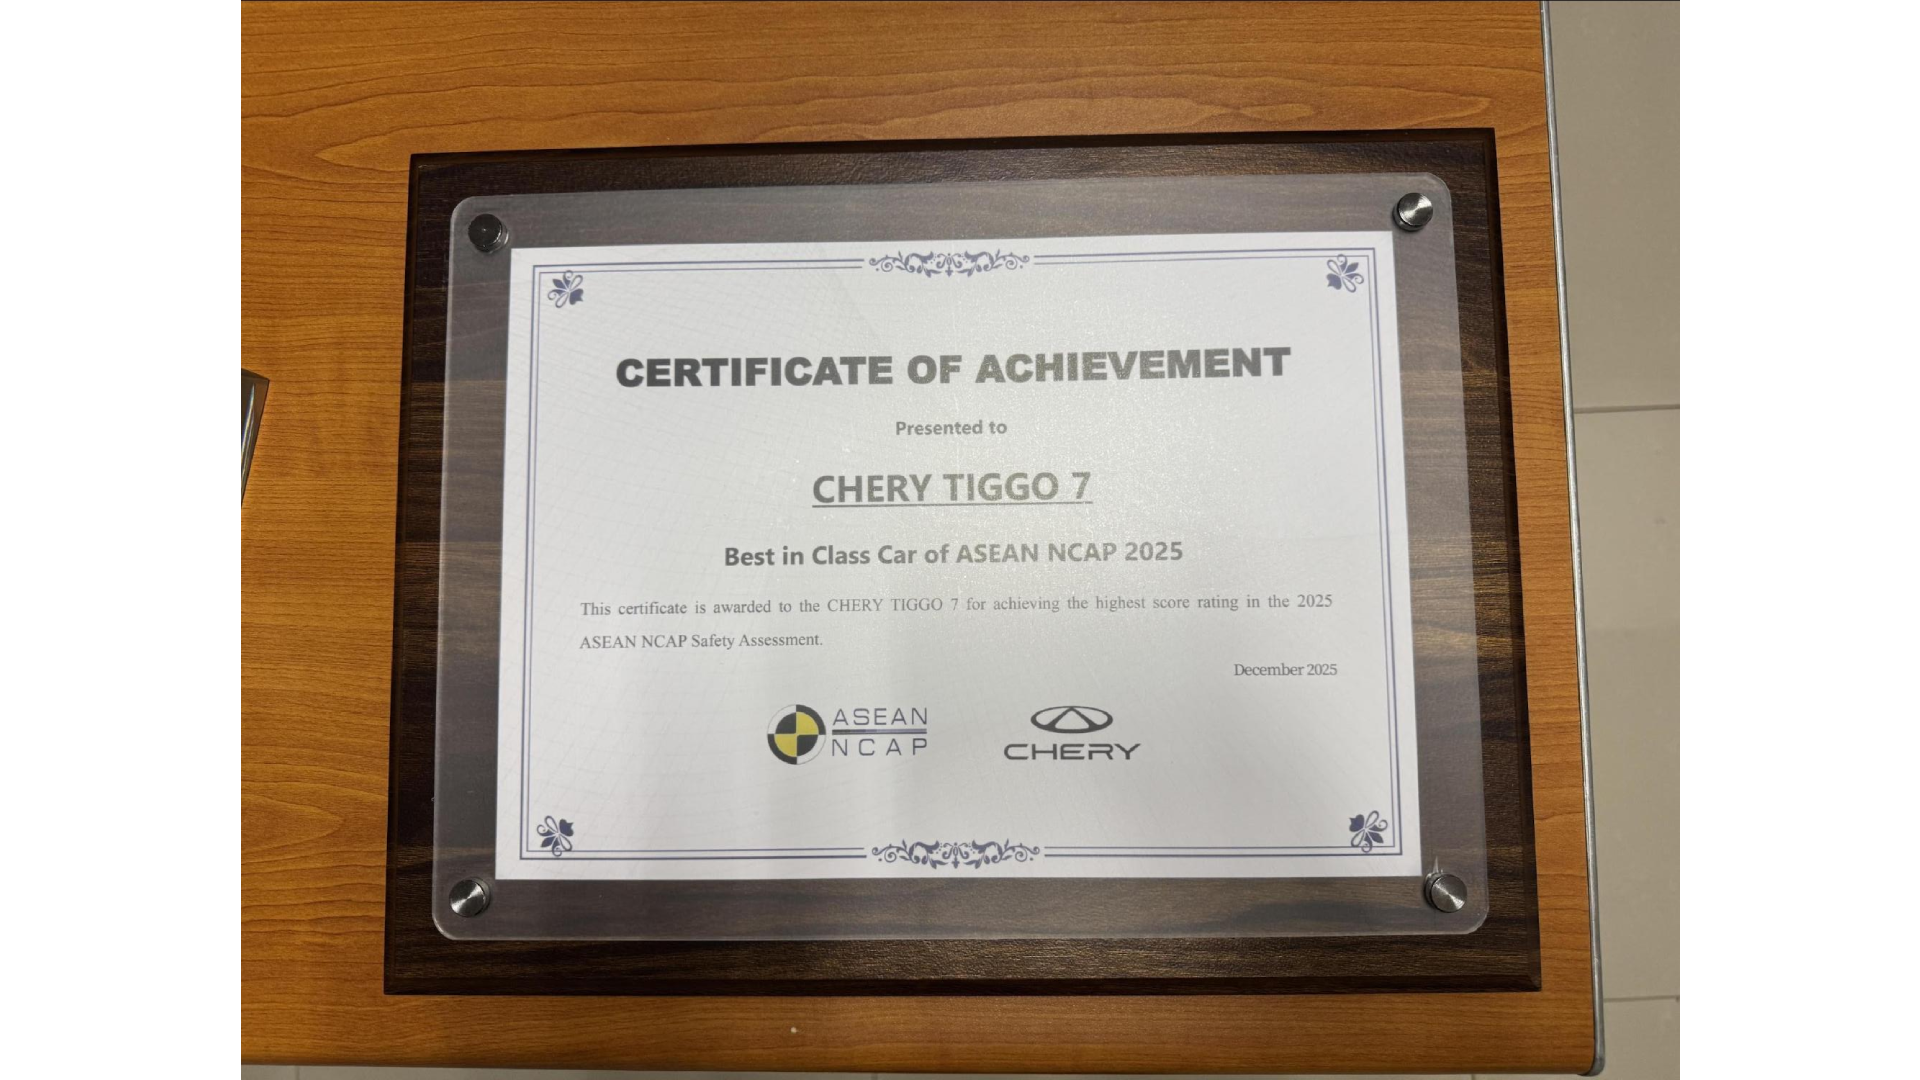 CERTIFICATE OF ACHIEVEMENT
Presented to
CHERY TIGGO 7
Best in Class Car of ASEAN NCAP 2025
This certificate is awarded to the CHERY TIGGO 7 for achieving the highest score rating in the 2025
ASEAN NCAP Safety Assessment.
December 2025
ASEAN
NCAP
CHERY